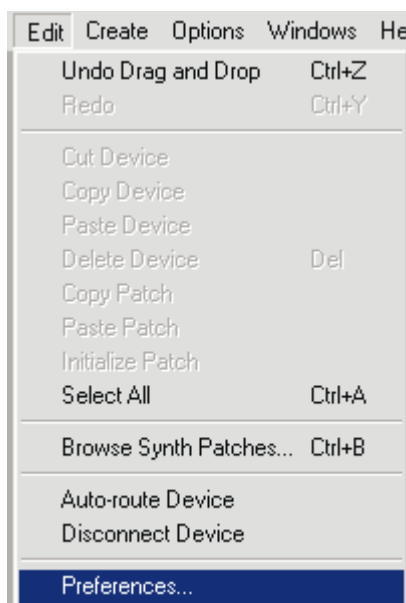 Edit Create Options Windows He
Undo Drag and Drop Ctrl+Z
Redo Ctrl+Y
Cut Device
Copy Device
Paste Device
Delete Device Del
Copy Patch
Paste Patch
Initialize Patch
Select All Ctrl+A
Browse Synth Patches... Ctrl+B
Auto-route Device
Disconnect Device
Preferences...